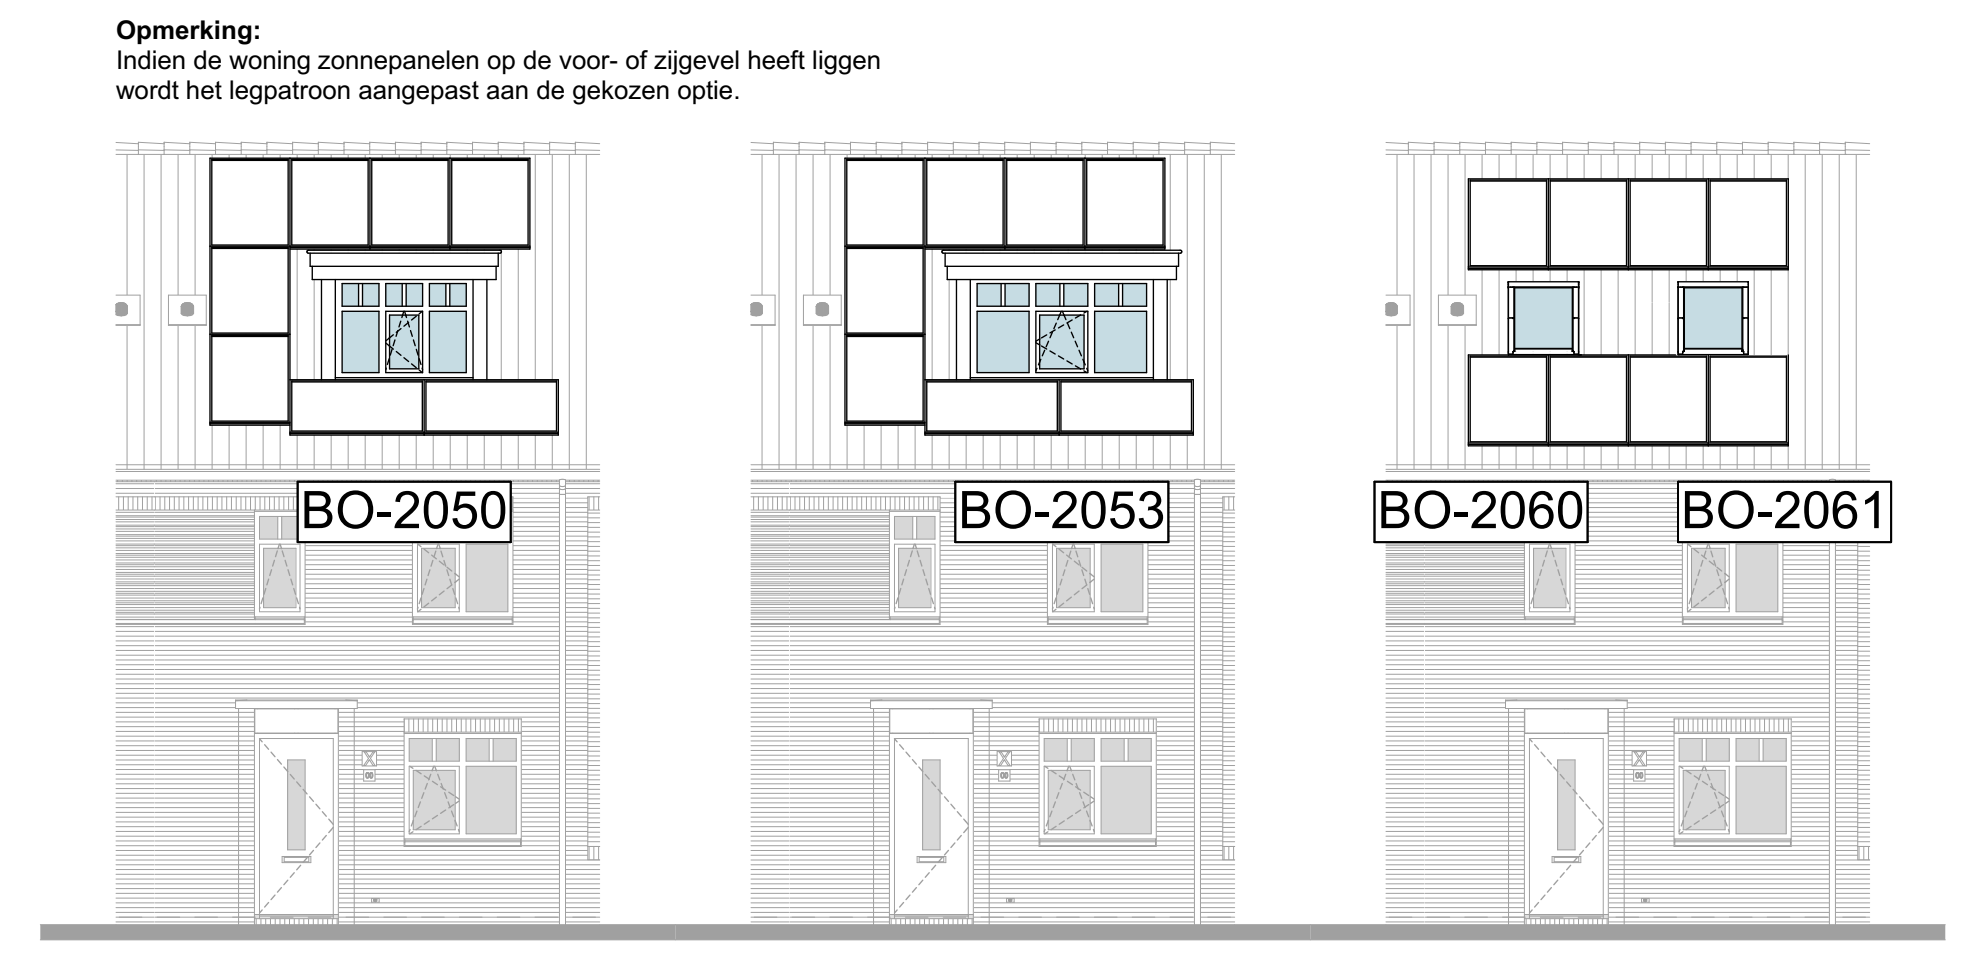 Opmerking:
Indien de woning zonnepanelen op de voor- of zijgevel heeft liggen
wordt het legpatroon aangepast aan de gekozen optie.
BO-2050
BO-2053
BO-2060
BO-2061